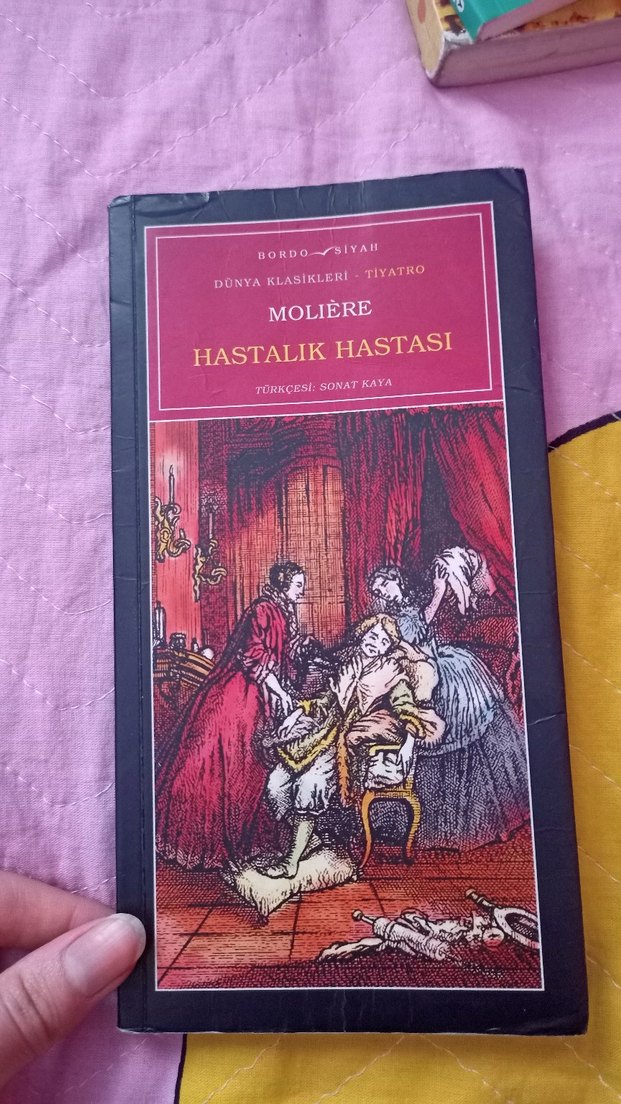 BORDO SİYAH
DÜNYA KLASİKLERİ - TİYATRO
MOLIÈRE
HASTALIK HASTASI
TÜRKÇESİ: SONAT KAYA